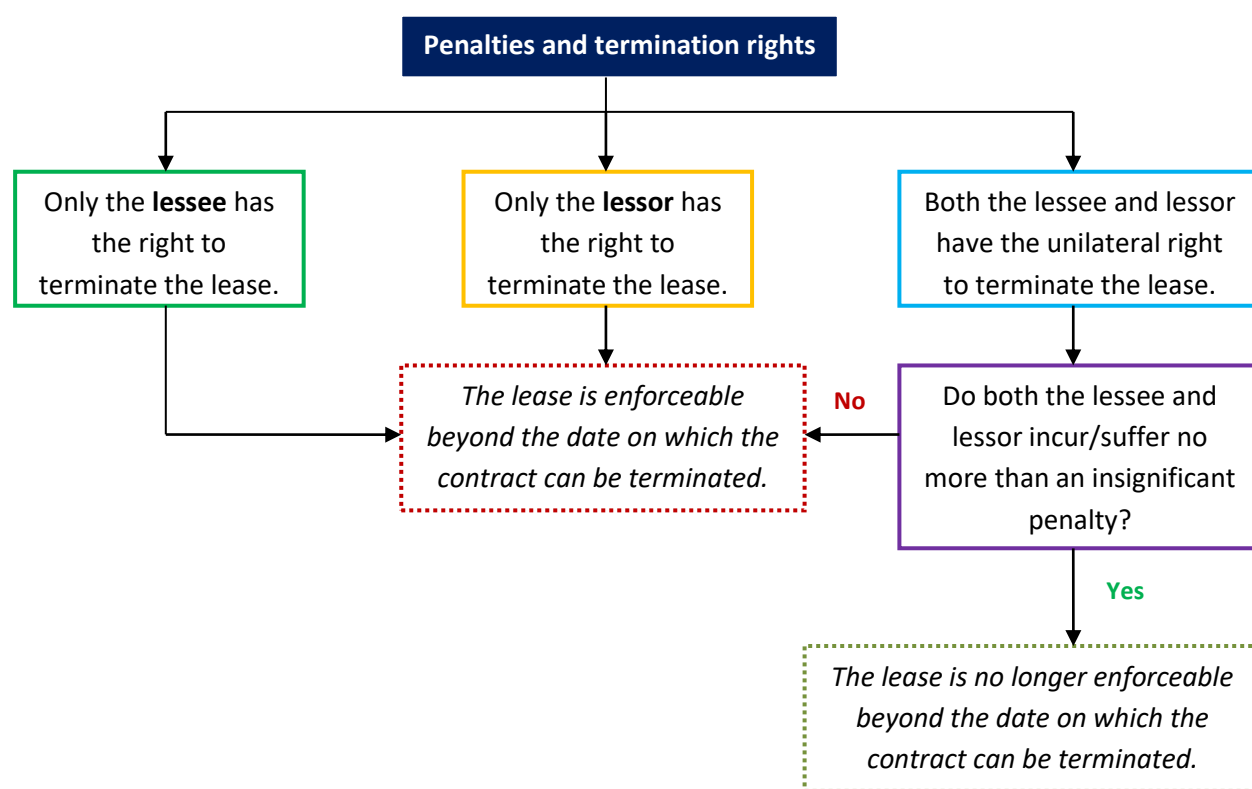 Penalties and termination rights
Only the lessee has
the right to
terminate the lease.
Only the lessor has
the right to
terminate the lease.
Both the lessee and lessor
have the unilateral right
to terminate the lease.
The lease is enforceable
beyond the date on which the
contract can be terminated.
No
Do both the lessee and
lessor incur/suffer no
more than an insignificant
penalty?
Yes
The lease is no longer enforceable
beyond the date on which the
contract can be terminated.